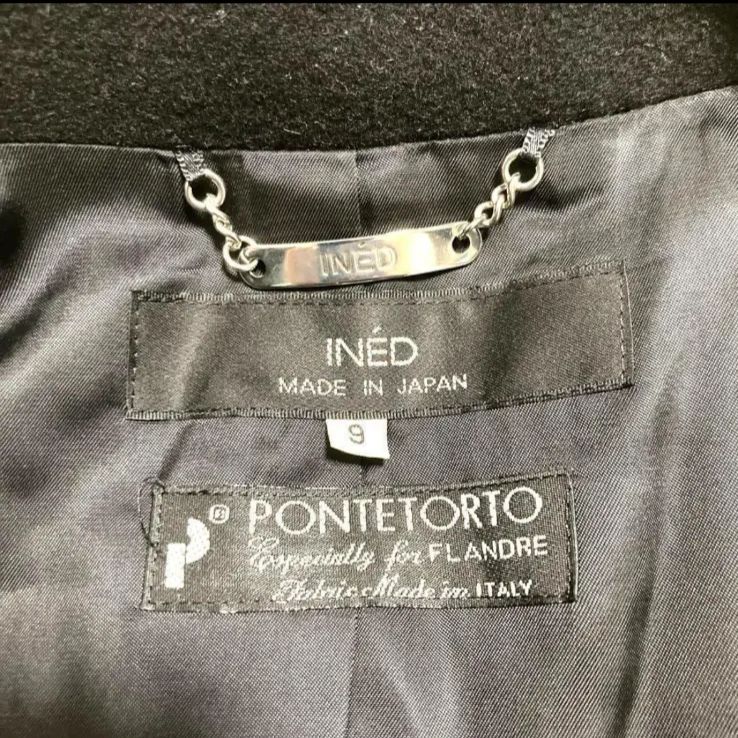 INÉD
INÉD
MADE IN JAPAN
9
P® PONTETORTO
Especially for FLANDRE
Fabric Made in ITALY